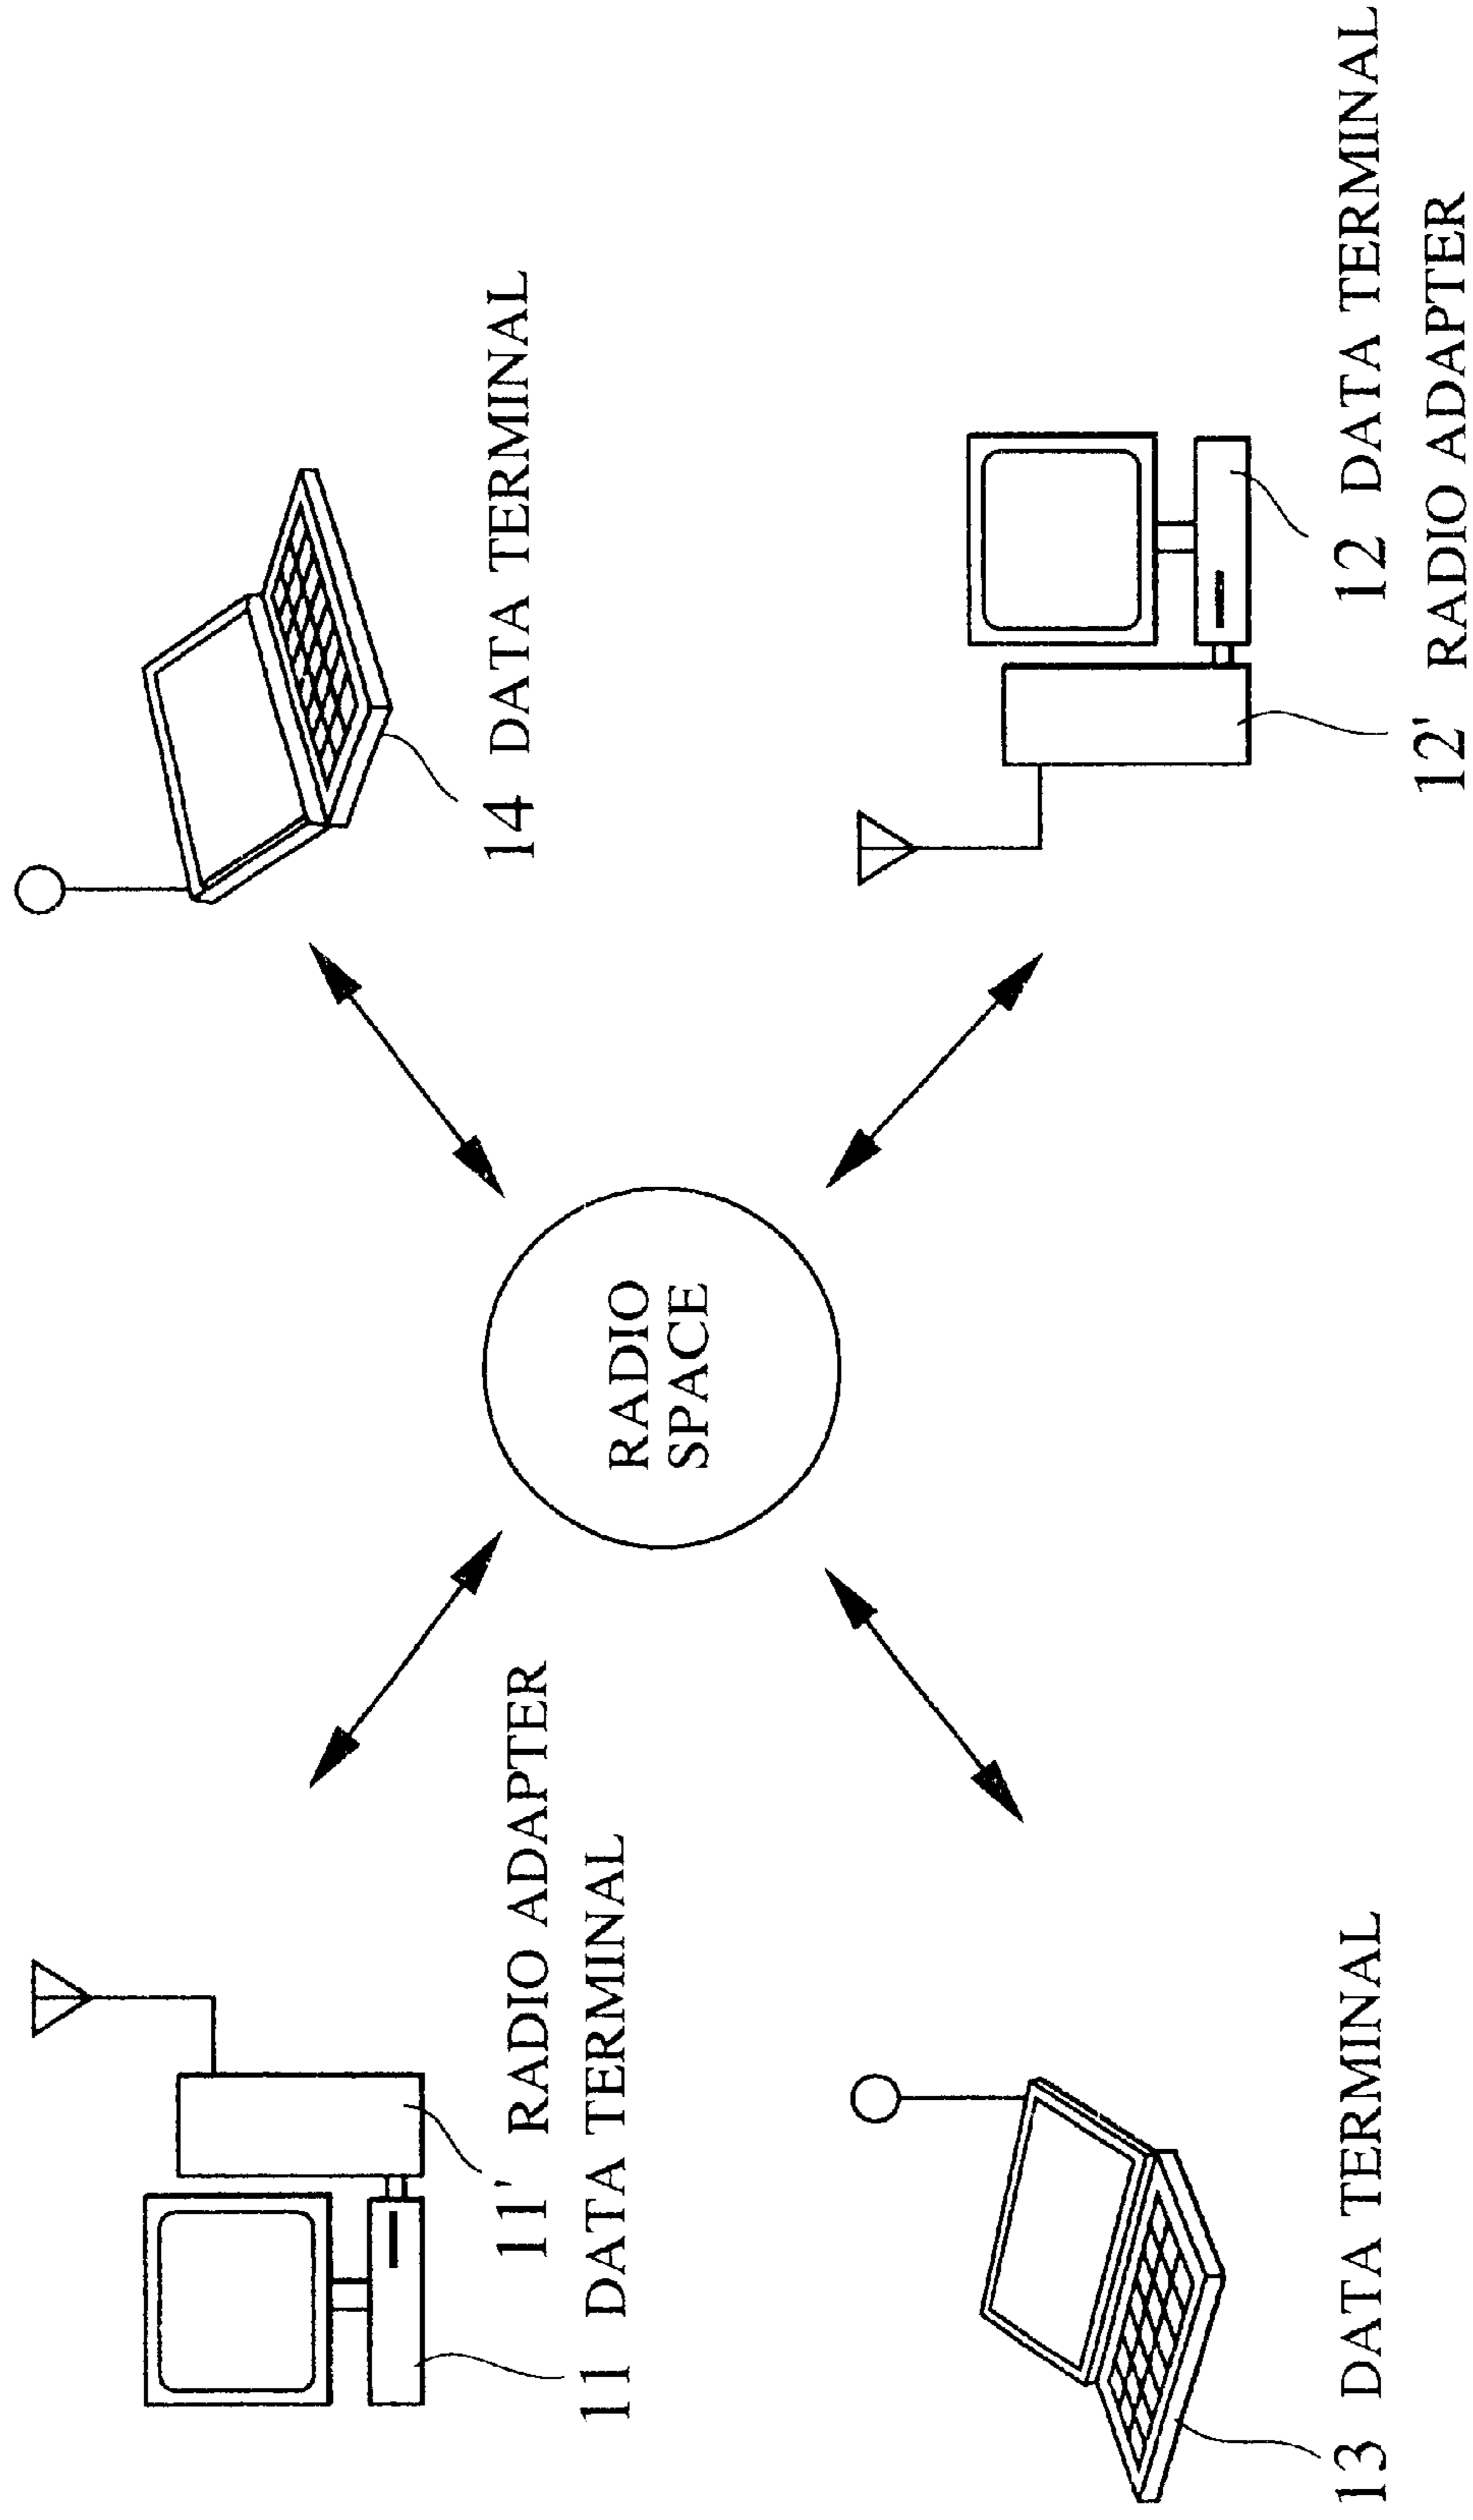 11' RADIO ADAPTER
11 DATA TERMINAL
14 DATA TERMINAL
RADIO
SPACE
13 DATA TERMINAL
12 DATA TERMINAL
12' RADIO ADAPTER